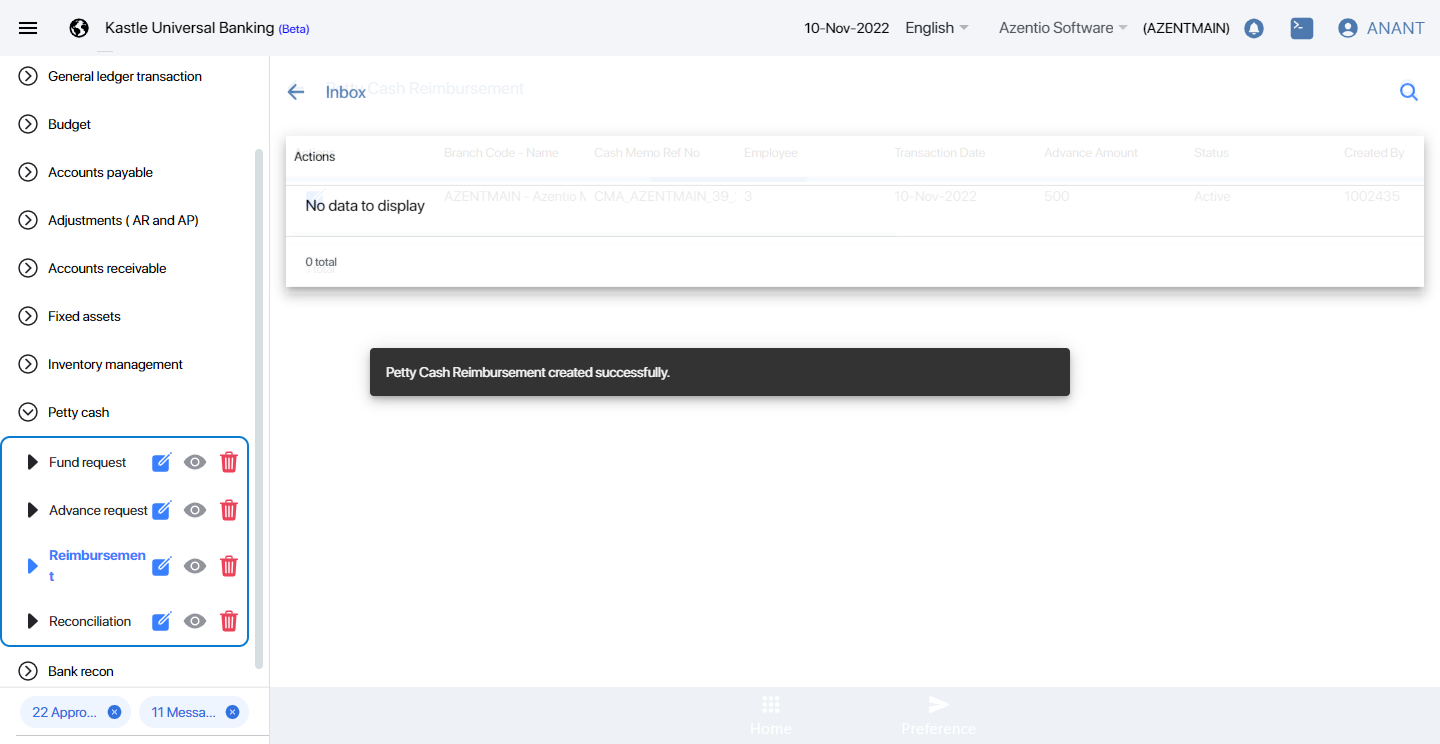 Kastle Universal Banking (Beta)
10-Nov-2022 English Azentio Software (AZENTMAIN) ANANT
General ledger transaction
Budget
Accounts payable
Adjustments ( AR and AP)
Accounts receivable
Fixed assets
Inventory management
Petty cash
Fund request
Advance request
Reimbursemen
t
Reconciliation
Bank recon
22 Appro... 11 Messa...
Inbox
Cash Reimbursement
Actions Branch Code - Name Cash Memo Ref No Employee Transaction Date Advance Amount Status Created By
AZENTMAIN - Azentio M CMA_AZENTMAIN_39_ 3 10-Nov-2022 500 Active 1002435
No data to display
0 total
Petty Cash Reimbursement created successfully.
Home Preference